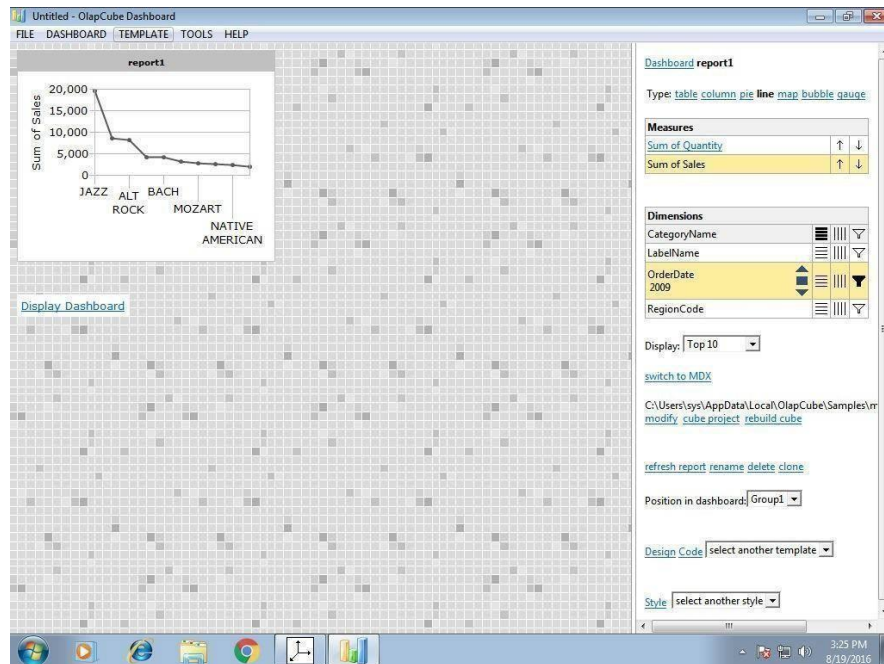 Untitled - OlapCube Dashboard
FILE DASHBOARD TEMPLATE TOOLS HELP
report1
Sum of Sales
20,000
15,000
10,000
5,000
0
JAZZ
ALT ROCK
BACH
MOZART
NATIVE AMERICAN
Display Dashboard
Dashboard report1
Type: table column pie line map bubble gauge
Measures
Sum of Quantity
Sum of Sales
Dimensions
CategoryName
LabelName
OrderDate
2009
RegionCode
Display: Top 10
switch to MDX
C:\Users\sys\AppData\Local\OlapCube\Samples\m
modify cube project rebuild cube
refresh report rename delete clone
Position in dashboard: Group1
Design Code select another template
Style select another style
3:25 PM
8/19/2016